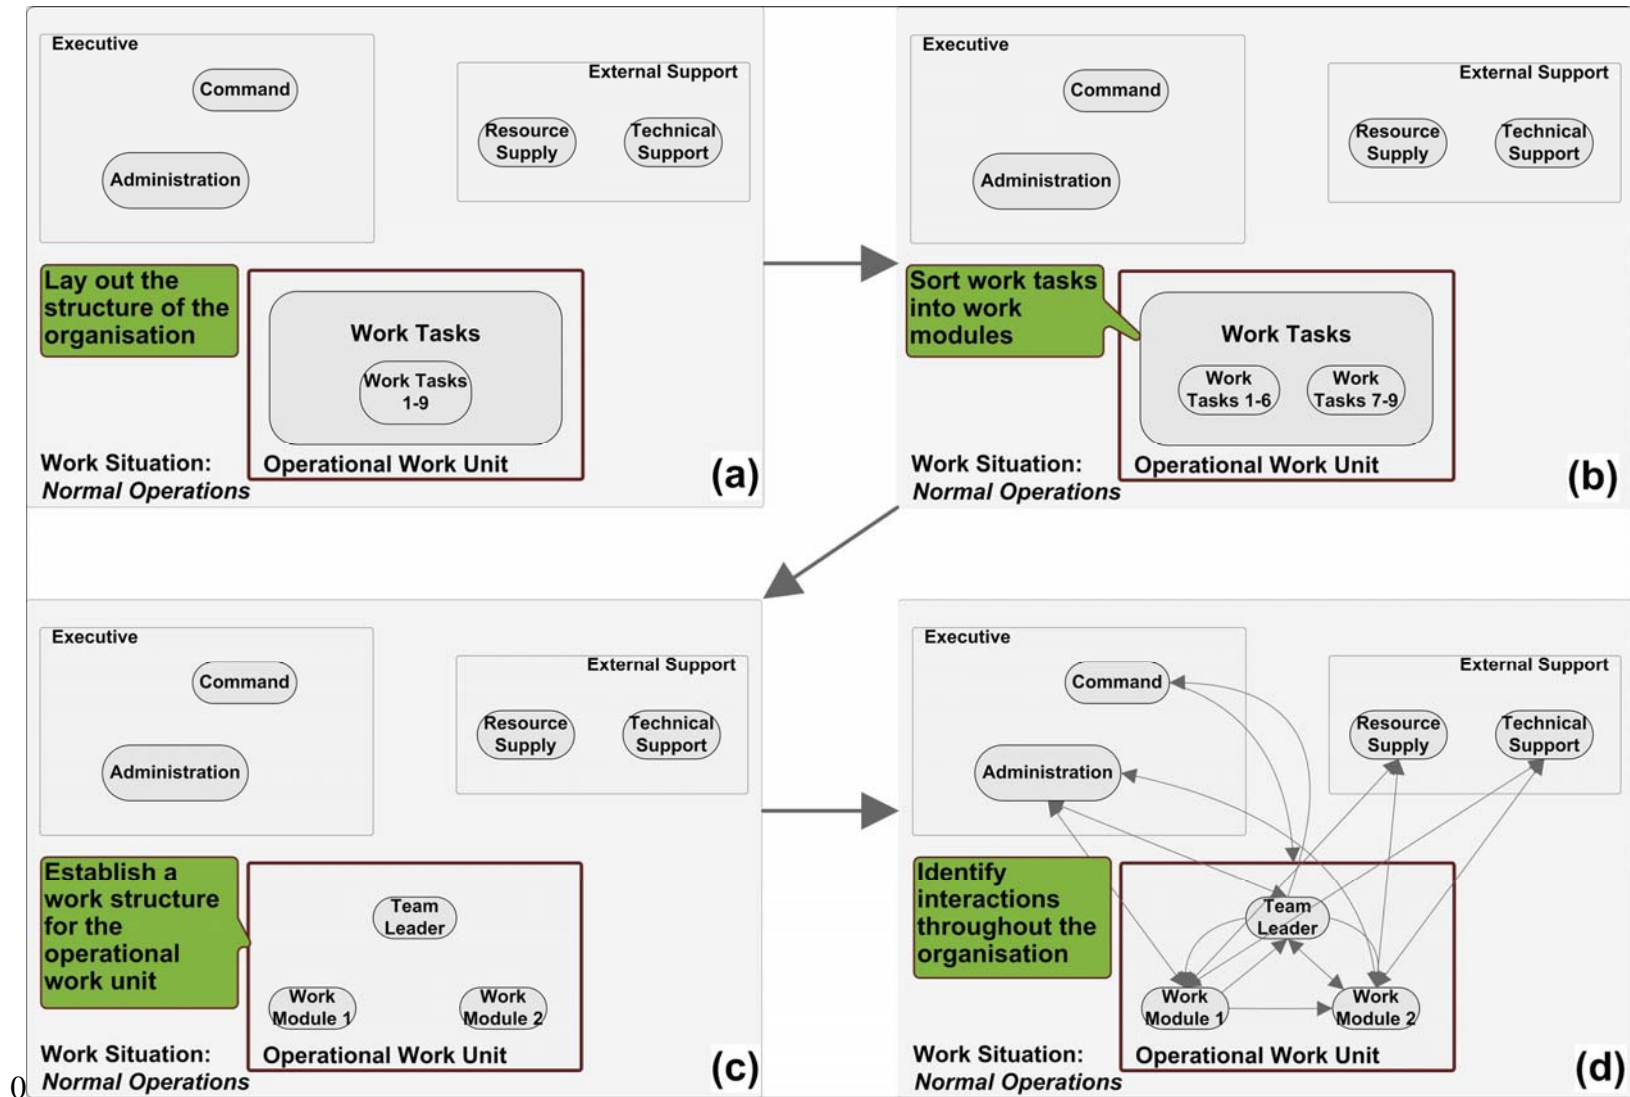 Executive
Command
External Support
Resource
Supply
Technical
Support
Administration
Lay out the
structure of the
organisation
Work Tasks
Work Tasks
1-9
Work Situation:
Normal Operations
Operational Work Unit
(a)
Executive
Command
External Support
Resource
Supply
Technical
Support
Administration
Sort work tasks
into work
modules
Work Tasks
Work
Tasks 1-6
Work
Tasks 7-9
Work Situation:
Normal Operations
Operational Work Unit
(b)
Executive
Command
External Support
Resource
Supply
Technical
Support
Administration
Establish a
work structure
for the
operational
work unit
Team
Leader
Work
Module 1
Work
Module 2
Work Situation:
Normal Operations
Operational Work Unit
(c)
0
Executive
Command
External Support
Resource
Supply
Technical
Support
Administration
Identify
interactions
throughout the
organisation
Team
Leader
Work
Module 1
Work
Module 2
Work Situation:
Normal Operations
Operational Work Unit
(d)